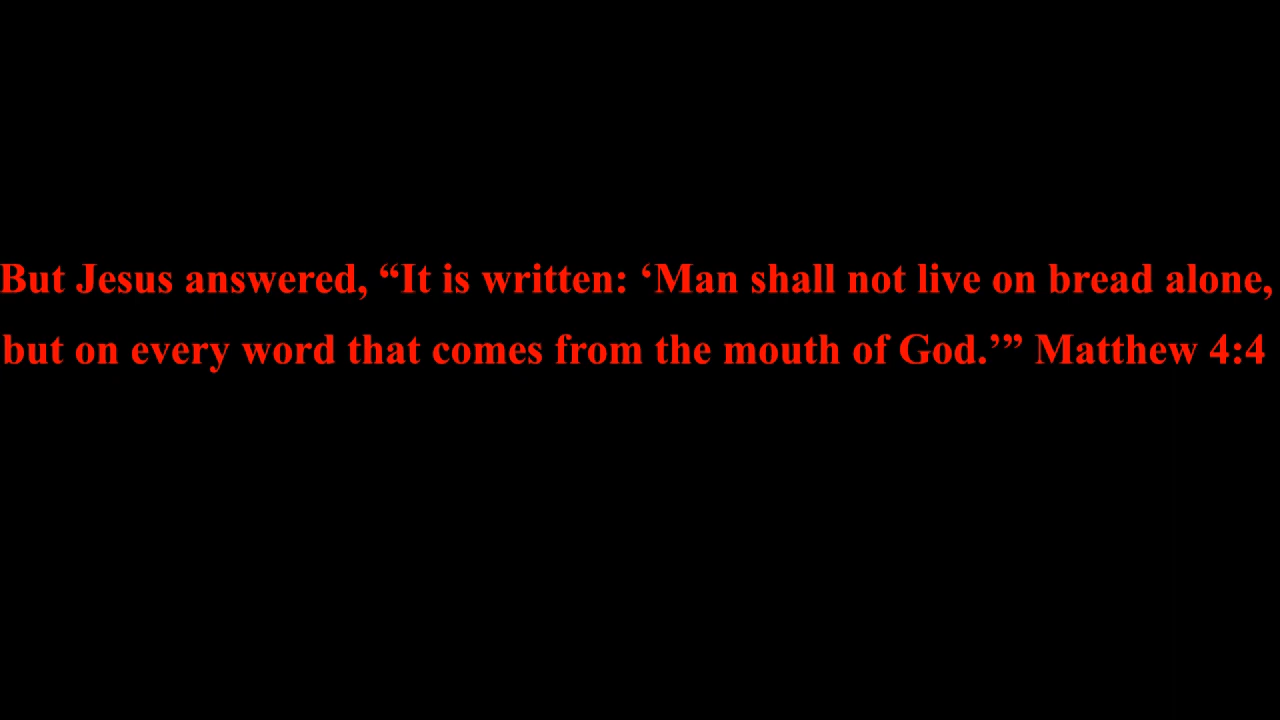 But Jesus answered, “It is written: ‘Man shall not live on bread alone,
but on every word that comes from the mouth of God.’” Matthew 4:4